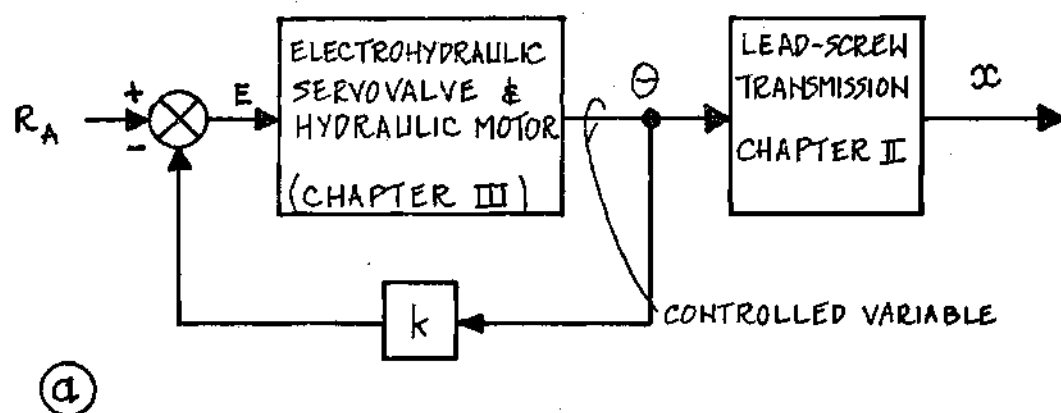 ELECTROHYDRAULIC
SERVOVALVE &
HYDRAULIC MOTOR
(CHAPTER III)
LEAD-SCREW
TRANSMISSION
CHAPTER II
R_A
+
-
E
θ
x
k
CONTROLLED VARIABLE
a